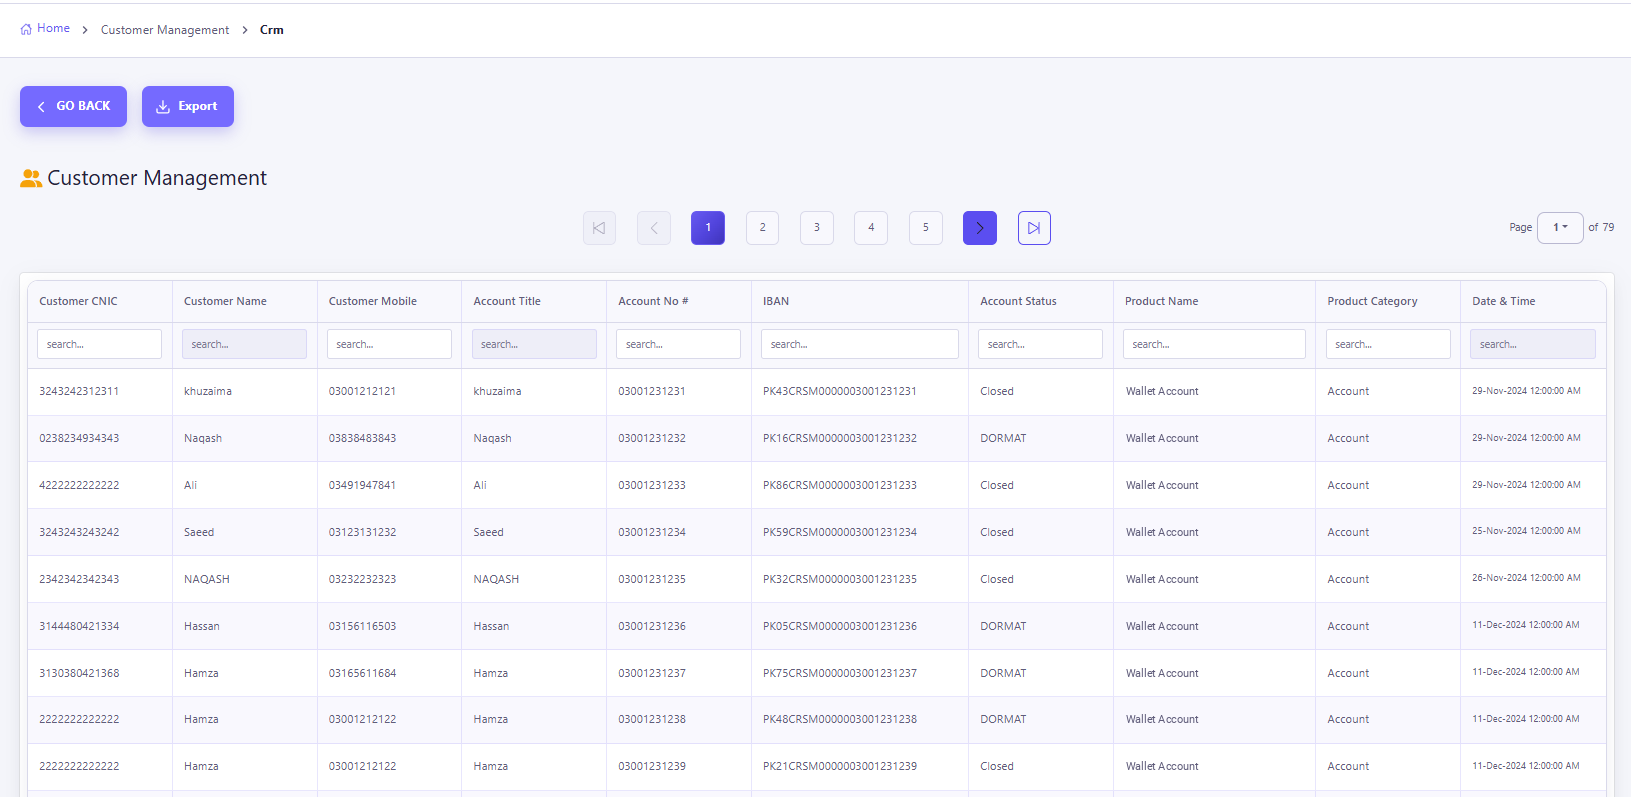 Home > Customer Management > Crm
GO BACK Export
Customer Management
1 2 3 4 5 Page 1 of 79
Customer CNIC Customer Name Customer Mobile Account Title Account No # IBAN Account Status Product Name Product Category Date & Time
search... search... search... search... search... search... search... search... search... search...
3243242312311 khuzaima 03001212121 khuzaima 03001231231 PK43CRSM0000003001231231 Closed Wallet Account Account 29-Nov-2024 12:00:00 AM
0238234934343 Naqash 03838483843 Naqash 03001231232 PK16CRSM0000003001231232 DORMAT Wallet Account Account 29-Nov-2024 12:00:00 AM
4222222222222 Ali 03491947841 Ali 03001231233 PK86CRSM0000003001231233 Closed Wallet Account Account 29-Nov-2024 12:00:00 AM
3243243243242 Saeed 03123131232 Saeed 03001231234 PK59CRSM0000003001231234 Closed Wallet Account Account 25-Nov-2024 12:00:00 AM
2342342342343 NAQASH 03232232323 NAQASH 03001231235 PK32CRSM0000003001231235 Closed Wallet Account Account 26-Nov-2024 12:00:00 AM
3144480421334 Hassan 03156116503 Hassan 03001231236 PK05CRSM0000003001231236 DORMAT Wallet Account Account 11-Dec-2024 12:00:00 AM
3130380421368 Hamza 03165611684 Hamza 03001231237 PK75CRSM0000003001231237 DORMAT Wallet Account Account 11-Dec-2024 12:00:00 AM
2222222222222 Hamza 03001212122 Hamza 03001231238 PK48CRSM0000003001231238 DORMAT Wallet Account Account 11-Dec-2024 12:00:00 AM
2222222222222 Hamza 03001212122 Hamza 03001231239 PK21CRSM0000003001231239 Closed Wallet Account Account 11-Dec-2024 12:00:00 AM